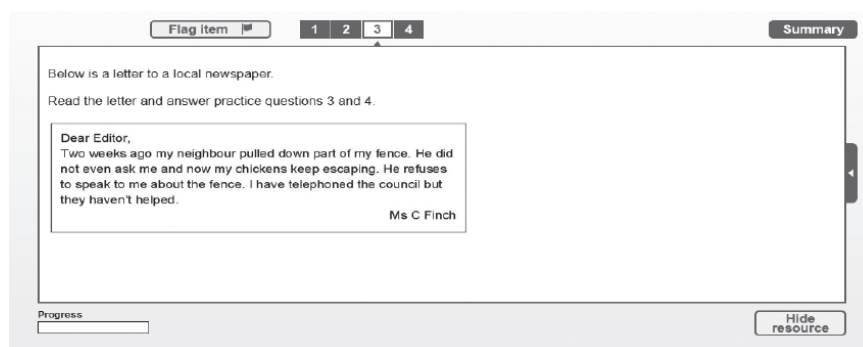 Flag item 1 2 3 4 Summary
Below is a letter to a local newspaper.
Read the letter and answer practice questions 3 and 4.
Dear Editor,
Two weeks ago my neighbour pulled down part of my fence. He did
not even ask me and now my chickens keep escaping. He refuses
to speak to me about the fence. I have telephoned the council but
they haven't helped.
Ms C Finch
Progress
Hide
resource